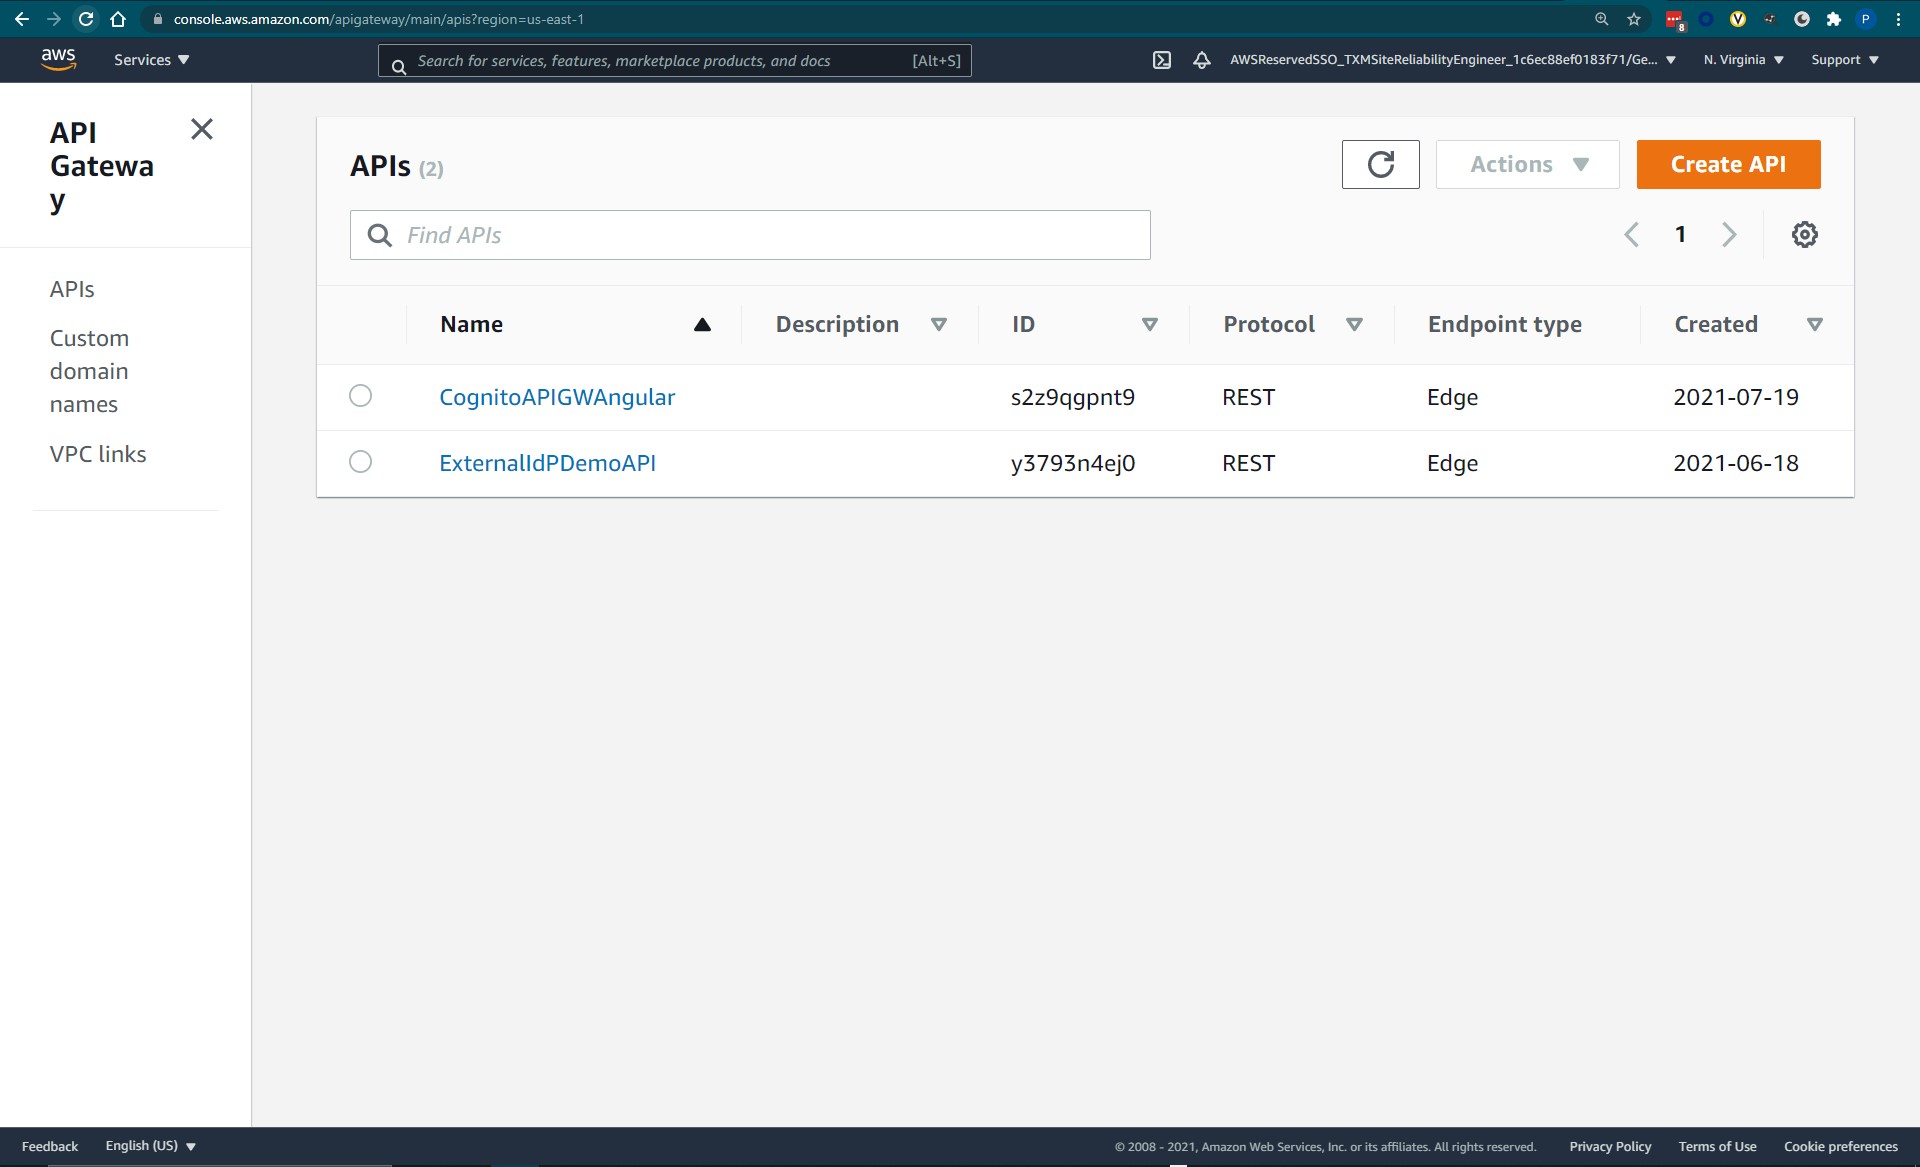 console.aws.amazon.com/apigateway/main/apis?region=us-east-1
8
V
P
aws
Services
Search for services, features, marketplace products, and docs
[Alt+S]
AWSReservedSSO_TXMSiteReliabilityEngineer_1c6ec88ef0183f71/Ge...
N. Virginia
Support
API
Gatewa
y
APIs
Custom
domain
names
VPC links
APIs (2)
Actions
Create API
Find APIs
1
Name Description ID Protocol Endpoint type Created
CognitoAPIGWAngular s2z9qgpnt9 REST Edge 2021-07-19
ExternalIdPDemoAPI y3793n4ej0 REST Edge 2021-06-18
Feedback
English (US)
© 2008 - 2021, Amazon Web Services, Inc. or its affiliates. All rights reserved.
Privacy Policy
Terms of Use
Cookie preferences